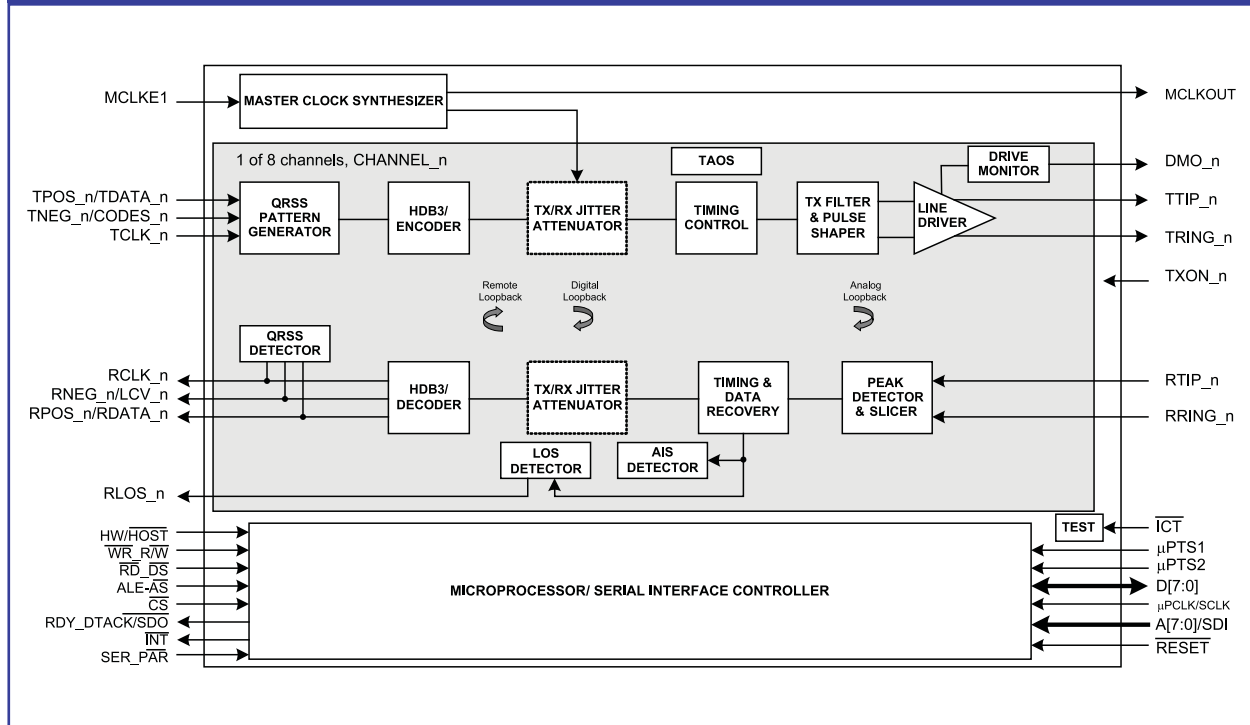 MCLKE1
MASTER CLOCK SYNTHESIZER
MCLKOUT
1 of 8 channels, CHANNEL_n
TAOS
DRIVE
MONITOR
DMO_n
TPOS_n/TDATA_n
TNEG_n/CODES_n
TCLK_n
QRSS
PATTERN
GENERATOR
HDB3/
ENCODER
TX/RX JITTER
ATTENUATOR
TIMING
CONTROL
TX FILTER
& PULSE
SHAPER
LINE
DRIVER
TTIP_n
TRING_n
TXON_n
Remote
Loopback
Digital
Loopback
Analog
Loopback
QRSS
DETECTOR
RCLK_n
RNEG_n/LCV_n
RPOS_n/RDATA_n
HDB3/
DECODER
TX/RX JITTER
ATTENUATOR
TIMING &
DATA
RECOVERY
PEAK
DETECTOR
& SLICER
RTIP_n
RRING_n
LOS
DETECTOR
AIS
DETECTOR
RLOS_n
TEST
ICT
HW/HOST
WR_R/W
RD_DS
ALE-AS
CS
RDY_DTACK/SDO
INT
SER_PAR
MICROPROCESSOR/ SERIAL INTERFACE CONTROLLER
µPTS1
µPTS2
D[7:0]
µPCLK/SCLK
A[7:0]/SDI
RESET